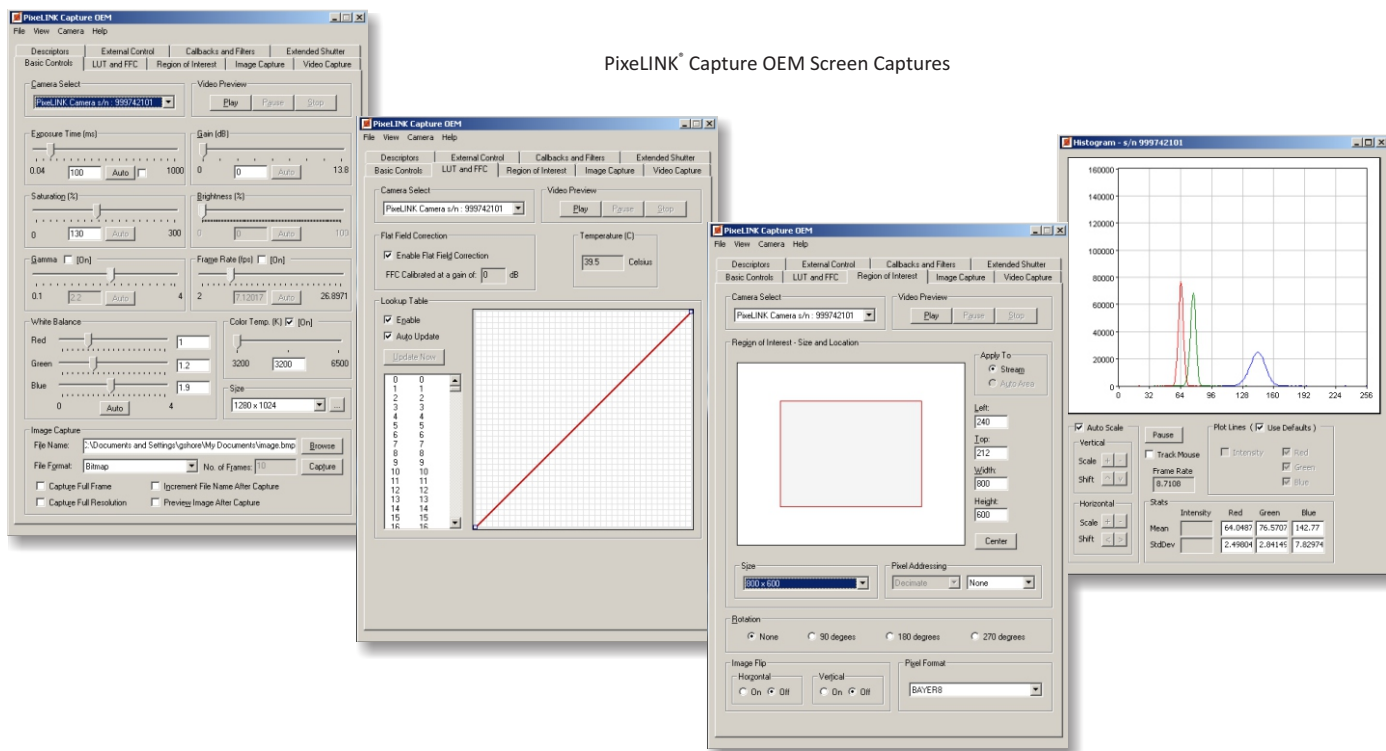 PixeLINK® Capture OEM Screen Captures
PixeLINK Capture OEM
File View Camera Help
Descriptors External Control Callbacks and Filters Extended Shutter
Basic Controls LUT and FFC Region of Interest Image Capture Video Capture
Camera Select
PixeLINK Camera s/n : 999742101
Video Preview
Play Pause Stop
Exposure Time (ms)
0.04 100 Auto 1000
Gain (dB)
0 0 Auto 13.8
Saturation (%)
0 130 Auto 300
Brightness (%)
0 0 Auto 100
Gamma [On]
0.1 2.2 Auto 4
Frame Rate (fps) [On]
2 7.12017 Auto 26.8971
White Balance
Red 1
Green 1.2
Blue 1.9
0 Auto 4
Color Temp. (K) [On]
3200 3200 6500
Size
1280 x 1024 ...
Image Capture
File Name: C:\Documents and Settings\gshore\My Documents\image.bmp Browse
File Format: Bitmap No. of Frames: 10 Capture
Capture Full Frame Increment File Name After Capture
Capture Full Resolution Preview Image After Capture
PixeLINK Capture OEM
File View Camera Help
Descriptors External Control Callbacks and Filters Extended Shutter
Basic Controls LUT and FFC Region of Interest Image Capture Video Capture
Camera Select
PixeLINK Camera s/n : 999742101
Video Preview
Play Pause Stop
Flat Field Correction
Enable Flat Field Correction
FFC Calibrated at a gain of: 0 dB
Temperature (C)
39.5 Celsius
Lookup Table
Enable
Auto Update
Update Now
0 0
1 1
2 2
3 3
4 4
5 5
6 6
7 7
8 8
9 9
10 10
11 11
12 12
13 13
14 14
15 15
16 16
PixeLINK Capture OEM
File View Camera Help
Descriptors External Control Callbacks and Filters Extended Shutter
Basic Controls LUT and FFC Region of Interest Image Capture Video Capture
Camera Select
PixeLINK Camera s/n : 999742101
Video Preview
Play Pause Stop
Region of Interest - Size and Location
Apply To
Stream
Auto Area
Left:
240
Top:
212
Width:
800
Height:
600
Center
Size
800 x 600
Pixel Addressing
Decimate None
Rotation
None 90 degees 180 degrees 270 degrees
Image Flip
Horzontal
On Off
Vertical
On Off
Pixel Format
BAYER8
Histogram - s/n 999742101
160000
140000
120000
100000
80000
60000
40000
20000
0
0 32 64 96 128 160 192 224 256
Auto Scale
Vertical
Scale + -
Shift ^ v
Horizontal
Scale + -
Shift < >
Pause
Track Mouse
Frame Rate
8.7108
Plot Lines ( Use Defaults )
Intensity Red
Green
Blue
Stats
Intensity Red Green Blue
Mean 64.0487 76.5707 142.77
StdDev 2.49804 2.84149 7.82974